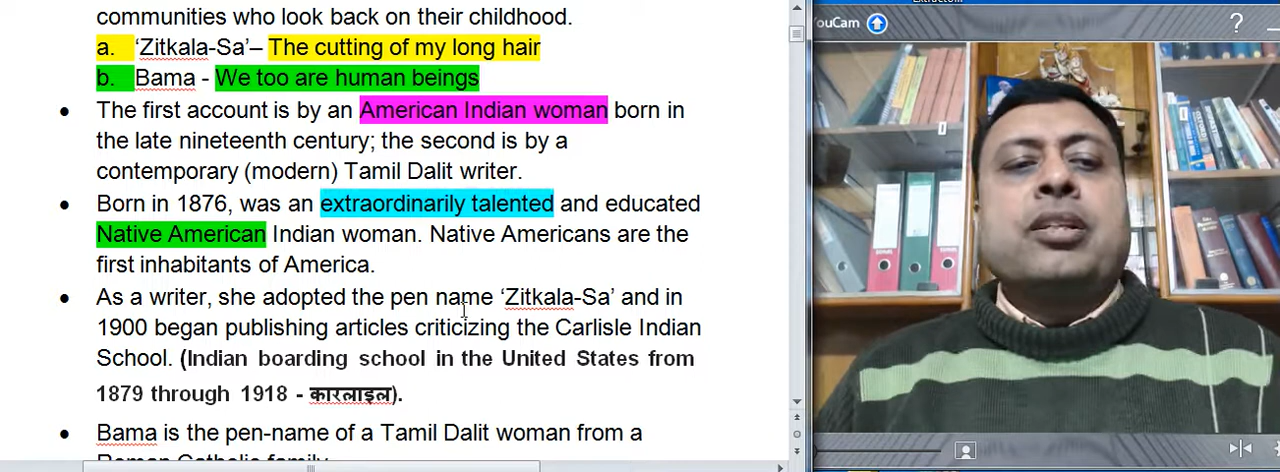 communities who look back on their childhood.
a. ‘Zitkala-Sa’– The cutting of my long hair
b. Bama - We too are human beings
• The first account is by an American Indian woman born in
the late nineteenth century; the second is by a
contemporary (modern) Tamil Dalit writer.
• Born in 1876, was an extraordinarily talented and educated
Native American Indian woman. Native Americans are the
first inhabitants of America.
• As a writer, she adopted the pen name ‘Zitkala-Sa’ and in
1900 began publishing articles criticizing the Carlisle Indian
School. (Indian boarding school in the United States from
1879 through 1918 - कारलाइल).
• Bama is the pen-name of a Tamil Dalit woman from a
Roman Catholic family.
YouCam
?